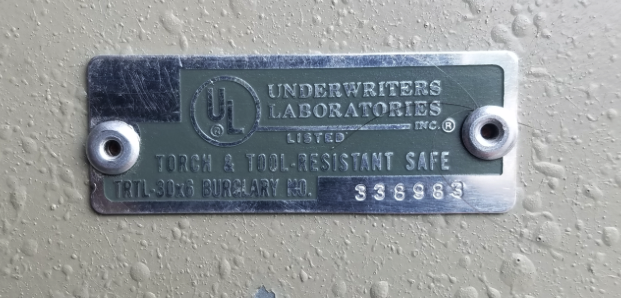 UL
®
UNDERWRITERS
LABORATORIES
INC.®
LISTED
TORCH & TOOL-RESISTANT SAFE
TRTL-30x6 BURGLARY NO. 338983